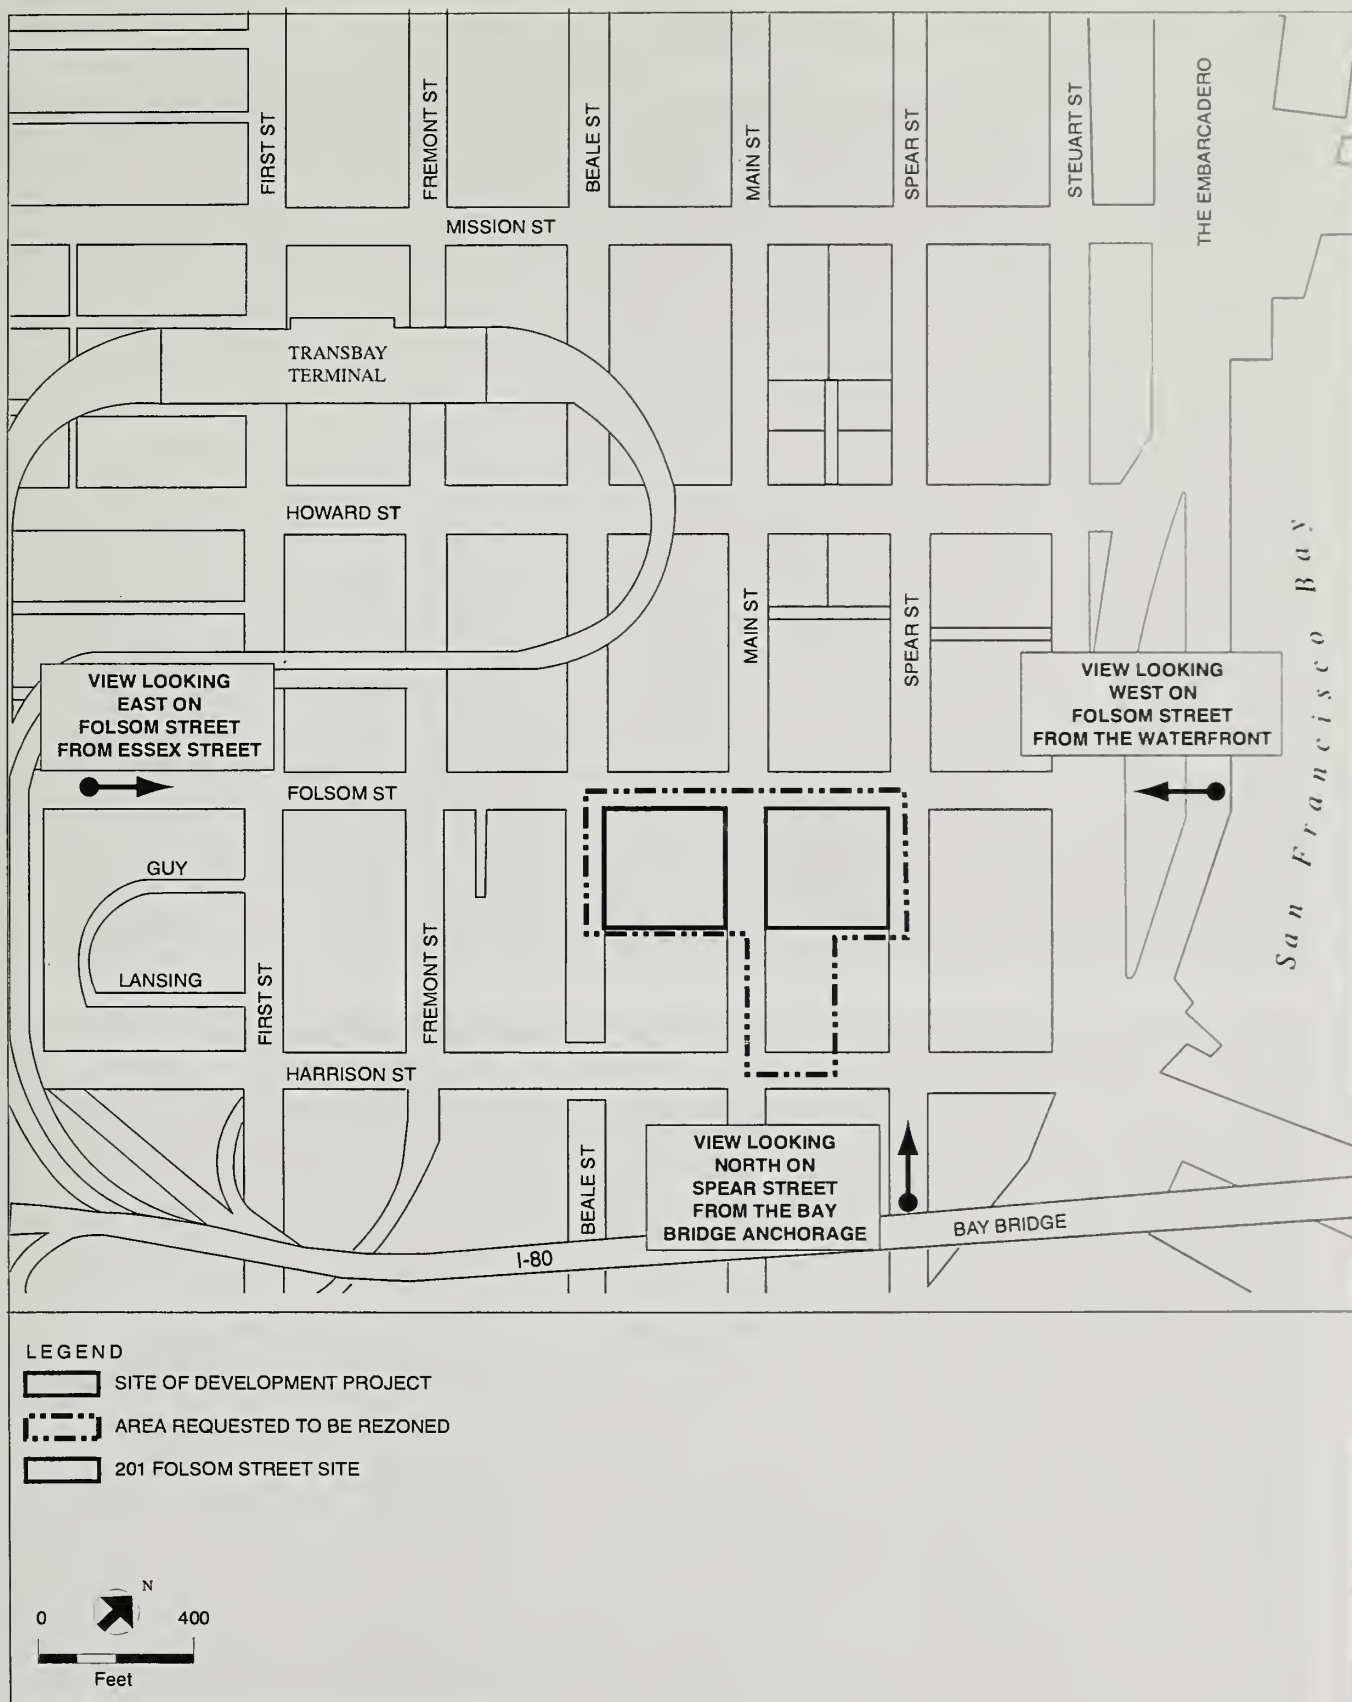 FIRST ST
FREMONT ST
BEALE ST
MAIN ST
SPEAR ST
STEUART ST
THE EMBARCADERO
MISSION ST
TRANSBAY
TERMINAL
HOWARD ST
MAIN ST
SPEAR ST
San Francisco Bay
VIEW LOOKING
EAST ON
FOLSOM STREET
FROM ESSEX STREET
VIEW LOOKING
WEST ON
FOLSOM STREET
FROM THE WATERFRONT
FOLSOM ST
GUY
LANSING
FIRST ST
FREMONT ST
HARRISON ST
BEALE ST
VIEW LOOKING
NORTH ON
SPEAR STREET
FROM THE BAY
BRIDGE ANCHORAGE
BAY BRIDGE
I-80
LEGEND
SITE OF DEVELOPMENT PROJECT
AREA REQUESTED TO BE REZONED
201 FOLSOM STREET SITE
N
0 400
Feet